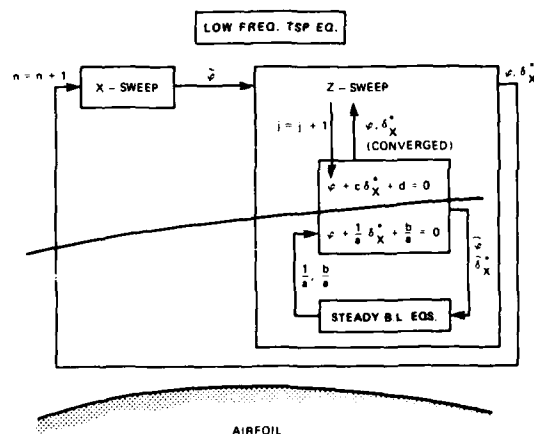 LOW FREQ. TSP EQ.
n = n + 1
X – SWEEP
φ̃
Z – SWEEP
φ, δ*X
j = j + 1
φ, δ*X
(CONVERGED)
φ + c δ*X + d = 0
φ + 1/a δ*X + b/a = 0
1/a, b/a
φ̃
δ̃*X
STEADY B.L. EQS.
AIRFOIL